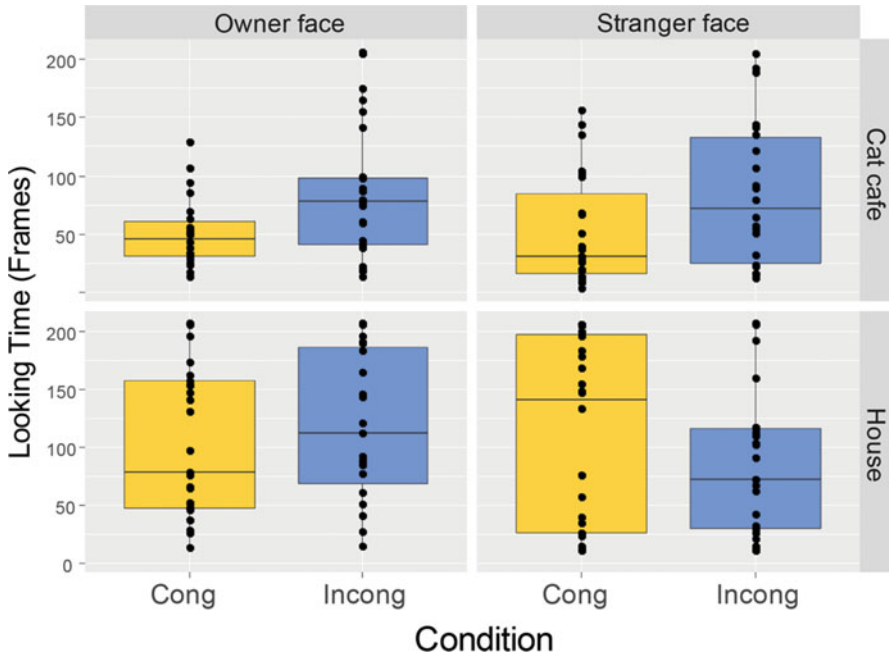 Owner face
Stranger face
Looking Time (Frames)
200
150
100
50
Cat cafe
200
150
100
50
0
House
Cong
Incong
Cong
Incong
Condition